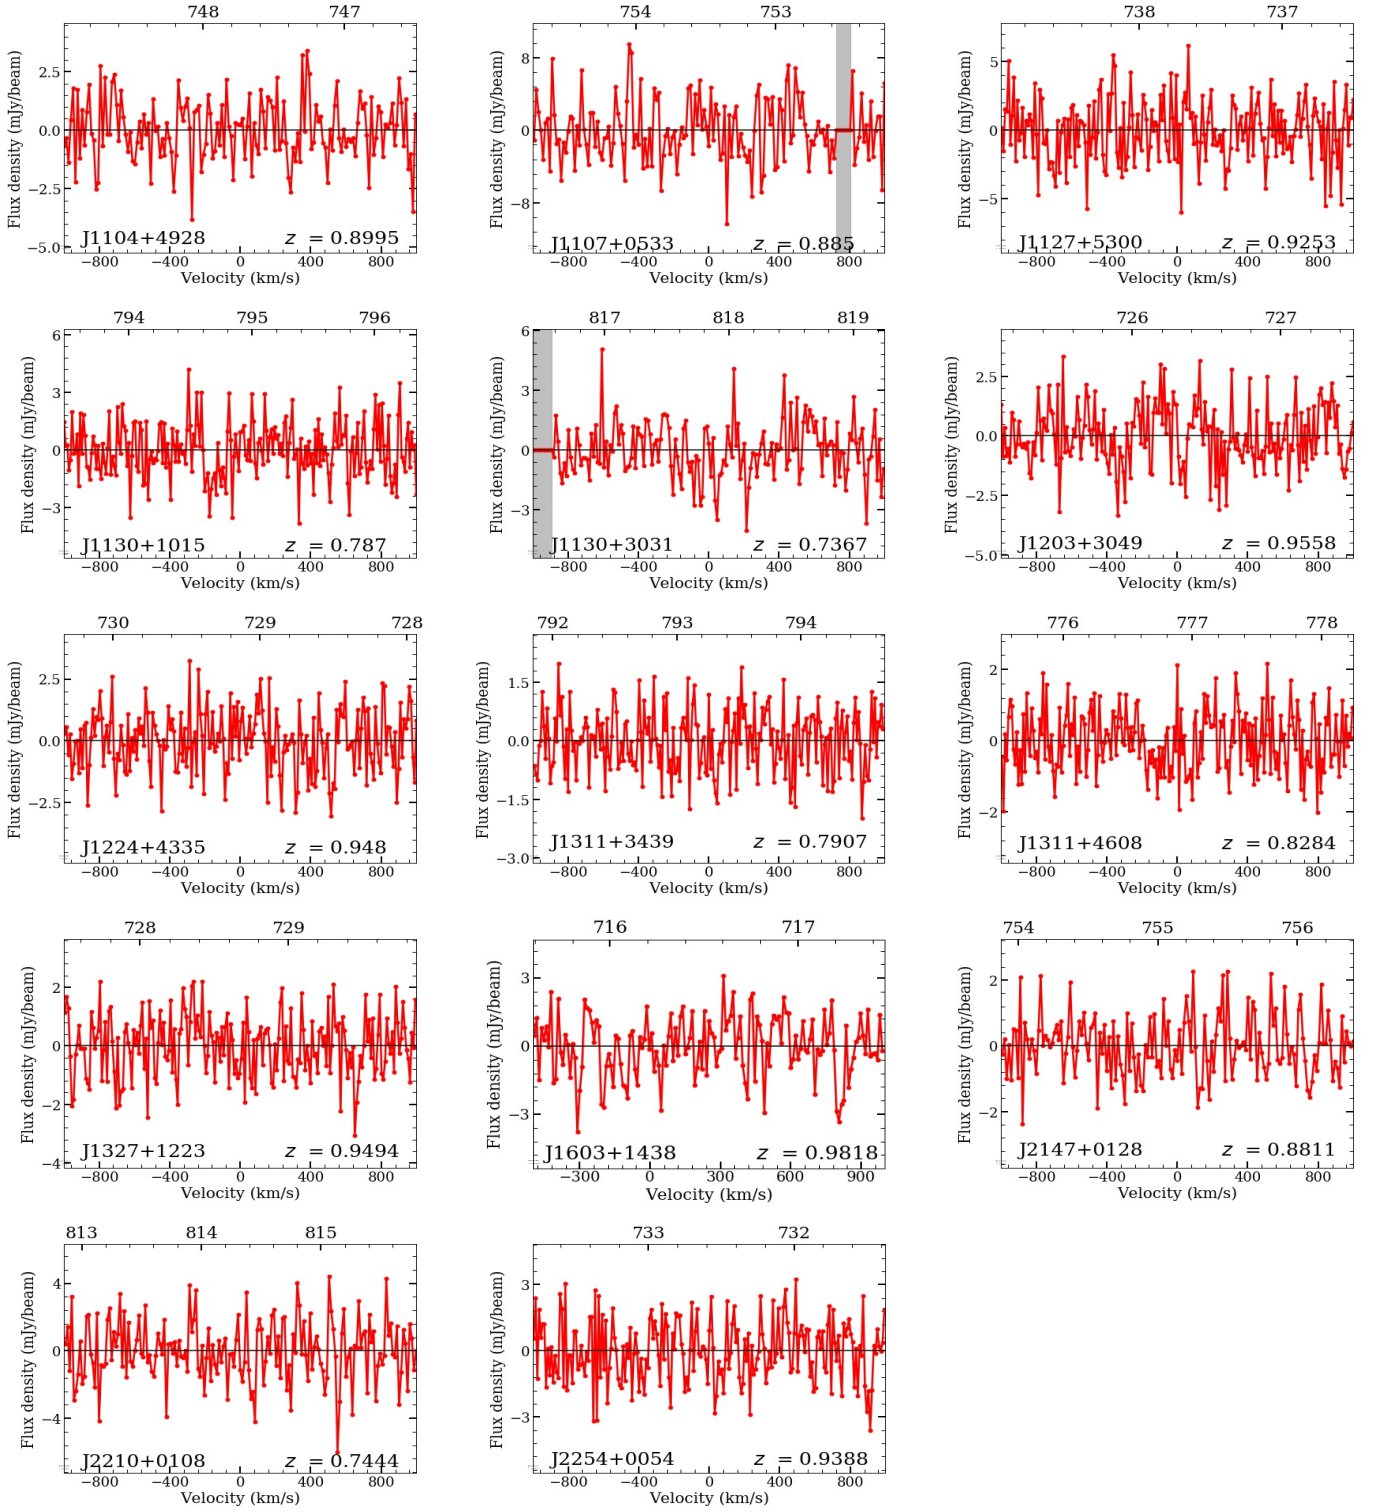 748 747
Flux density (mJy/beam)
2.5
0.0
−2.5
−5.0
J1104+4928 z = 0.8995
−800 −400 0 400 800
Velocity (km/s)
754 753
Flux density (mJy/beam)
8
0
−8
J1107+0533 z = 0.885
−800 −400 0 400 800
Velocity (km/s)
738 737
Flux density (mJy/beam)
5
0
−5
J1127+5300 z = 0.9253
−800 −400 0 400 800
Velocity (km/s)
794 795 796
Flux density (mJy/beam)
6
3
0
−3
J1130+1015 z = 0.787
−800 −400 0 400 800
Velocity (km/s)
817 818 819
Flux density (mJy/beam)
6
3
0
−3
J1130+3031 z = 0.7367
−800 −400 0 400 800
Velocity (km/s)
726 727
Flux density (mJy/beam)
2.5
0.0
−2.5
−5.0
J1203+3049 z = 0.9558
−800 −400 0 400 800
Velocity (km/s)
730 729 728
Flux density (mJy/beam)
2.5
0.0
−2.5
J1224+4335 z = 0.948
−800 −400 0 400 800
Velocity (km/s)
792 793 794
Flux density (mJy/beam)
1.5
0.0
−1.5
−3.0
J1311+3439 z = 0.7907
−800 −400 0 400 800
Velocity (km/s)
776 777 778
Flux density (mJy/beam)
2
0
−2
J1311+4608 z = 0.8284
−800 −400 0 400 800
Velocity (km/s)
728 729
Flux density (mJy/beam)
2
0
−2
−4
J1327+1223 z = 0.9494
−800 −400 0 400 800
Velocity (km/s)
716 717
Flux density (mJy/beam)
3
0
−3
J1603+1438 z = 0.9818
−300 0 300 600 900
Velocity (km/s)
754 755 756
Flux density (mJy/beam)
2
0
−2
J2147+0128 z = 0.8811
−800 −400 0 400 800
Velocity (km/s)
813 814 815
Flux density (mJy/beam)
4
0
−4
J2210+0108 z = 0.7444
−800 −400 0 400 800
Velocity (km/s)
733 732
Flux density (mJy/beam)
3
0
−3
J2254+0054 z = 0.9388
−800 −400 0 400 800
Velocity (km/s)